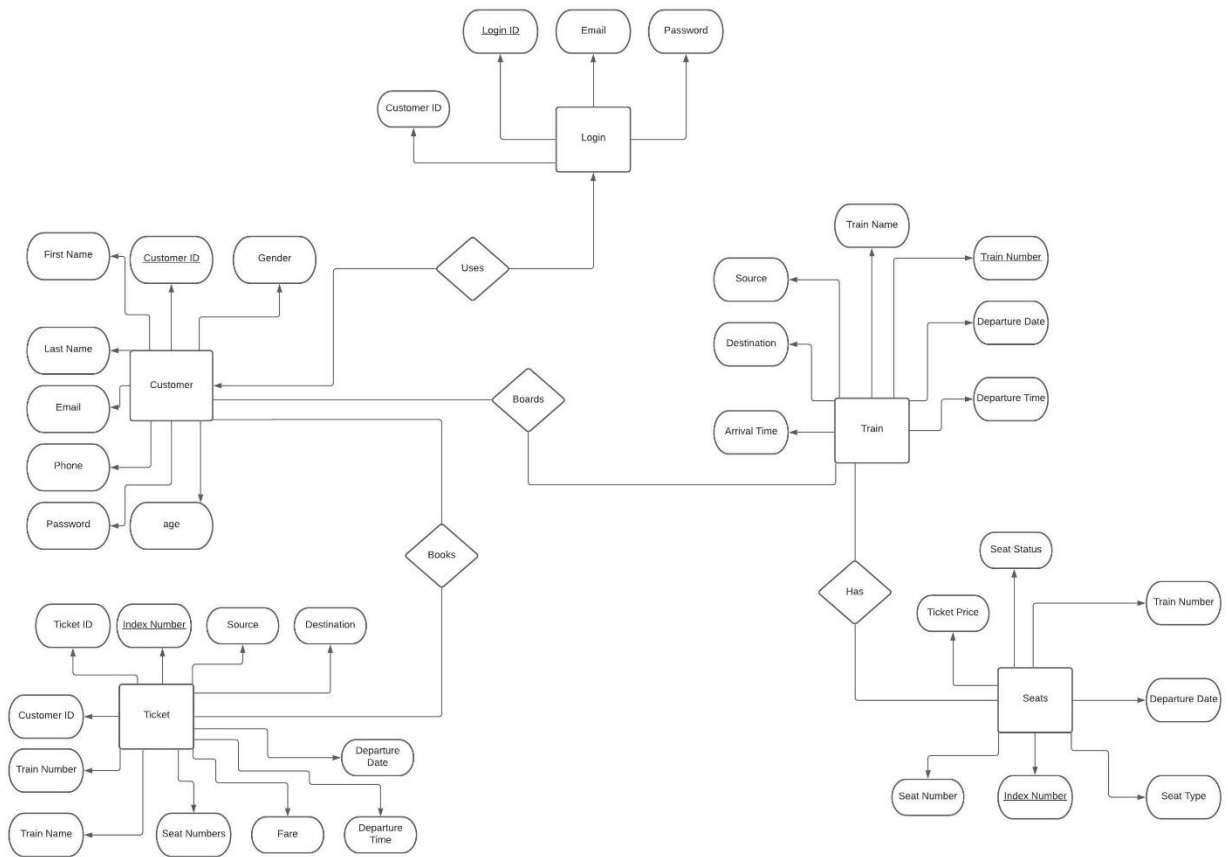 Login ID
Email
Password
Customer ID
Login
Train Name
First Name
Customer ID
Gender
Uses
Train Number
Source
Departure Date
Destination
Last Name
Customer
Boards
Departure Time
Email
Train
Arrival Time
Phone
Password
age
Books
Seat Status
Has
Train Number
Ticket Price
Ticket ID
Index Number
Source
Destination
Seats
Departure Date
Customer ID
Ticket
Departure
Date
Train Number
Seat Number
Index Number
Seat Type
Train Name
Seat Numbers
Fare
Departure
Time